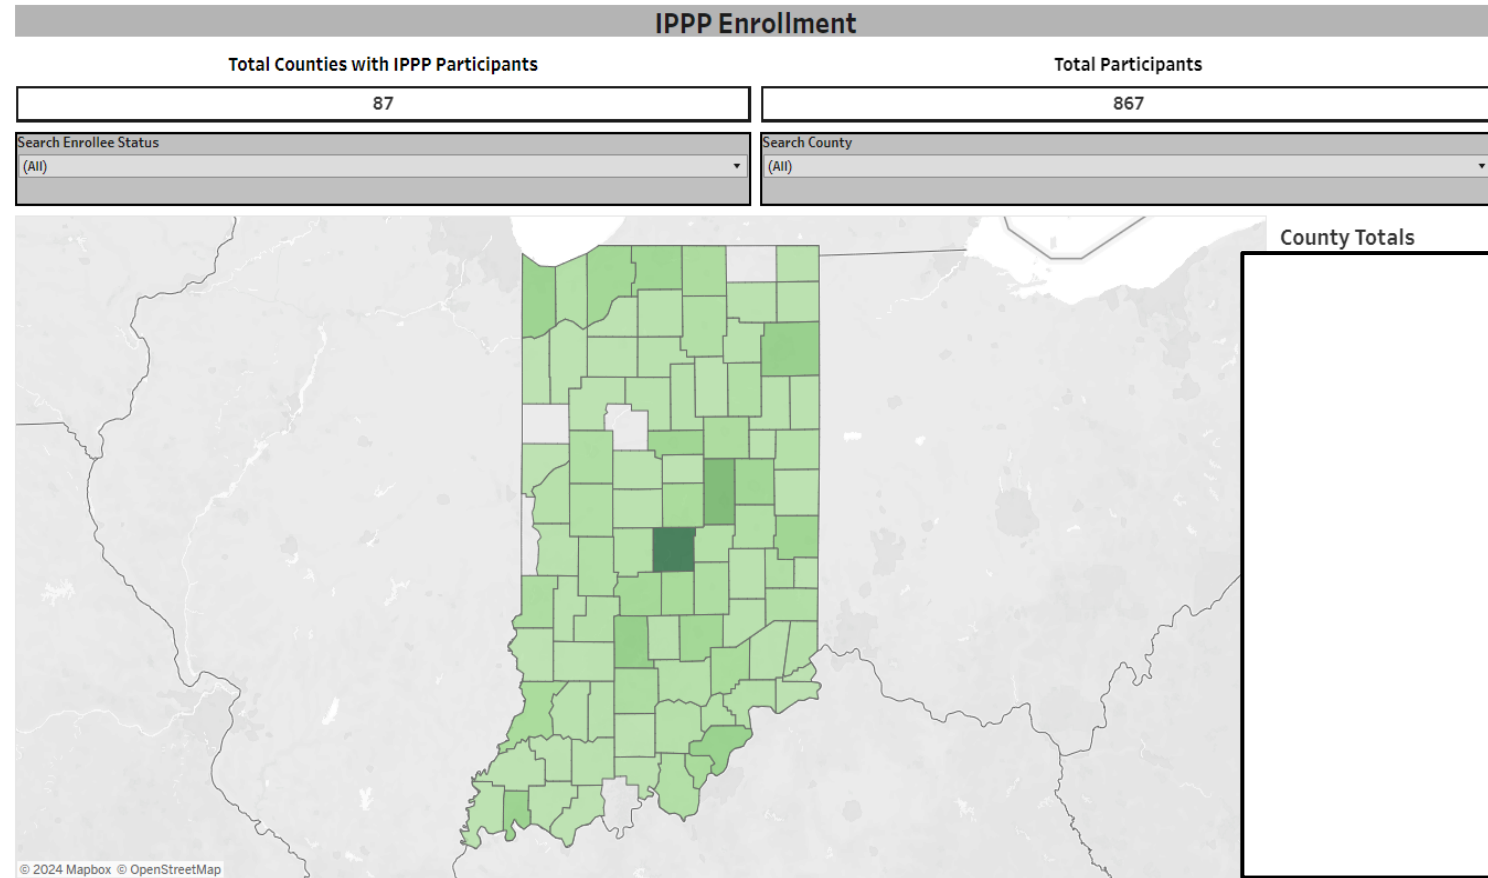 IPPP Enrollment
Total Counties with IPPP Participants
Total Participants
87
867
Search Enrollee Status
Search County
(All)
(All)
County Totals
© 2024 Mapbox © OpenStreetMap